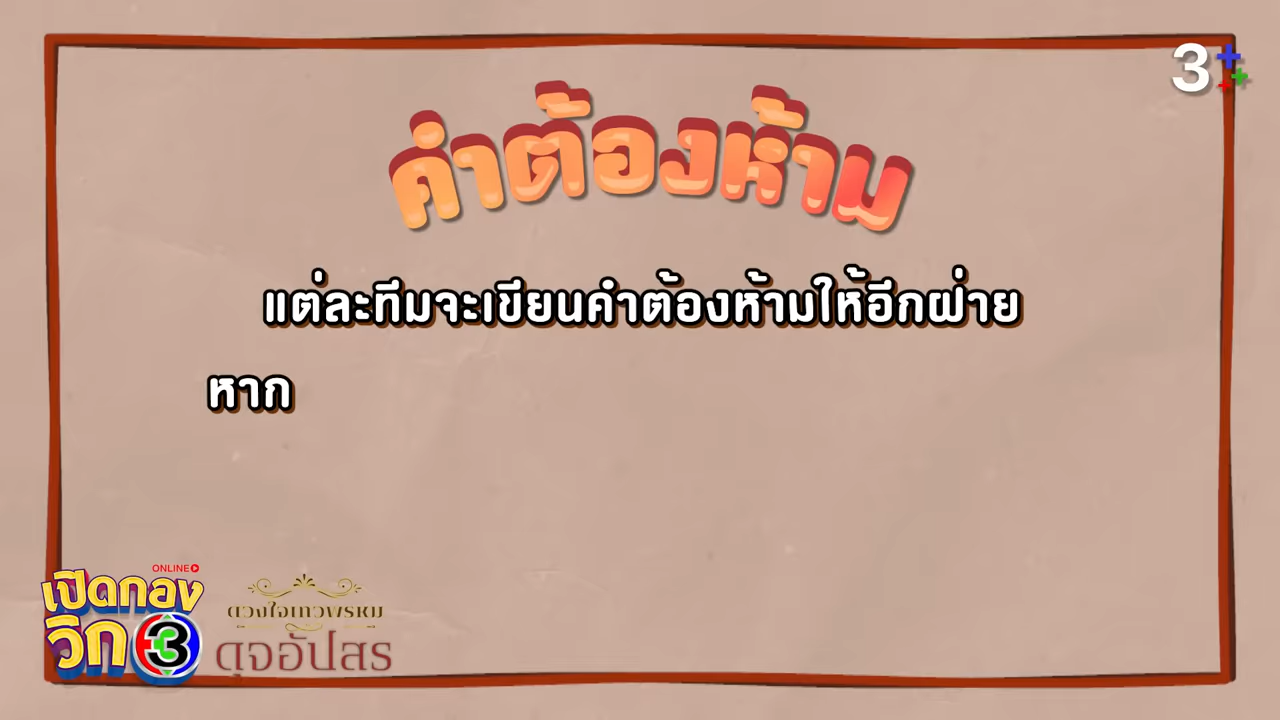 3
คำต้องห้าม
แต่ละทีมจะเขียนคำต้องห้ามให้อีกฝ่าย
หาก
ONLINE
เปิดกอง
วิก 3
ดวงใจเทวพรหม
ดุจอัปสร